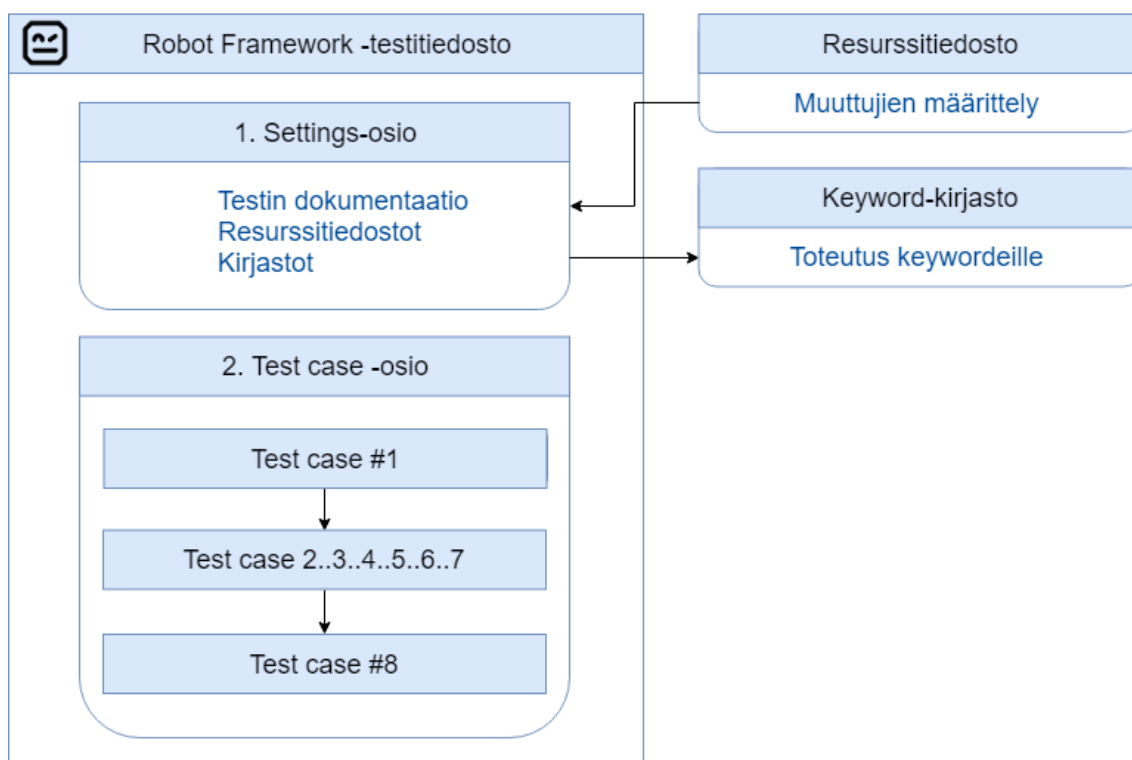 Robot Framework -testitiedosto
1. Settings-osio
Testin dokumentaatio
Resurssitiedostot
Kirjastot
2. Test case -osio
Test case #1
Test case 2..3..4..5..6..7
Test case #8
Resurssitiedosto
Muuttujien määrittely
Keyword-kirjasto
Toteutus keywordeille